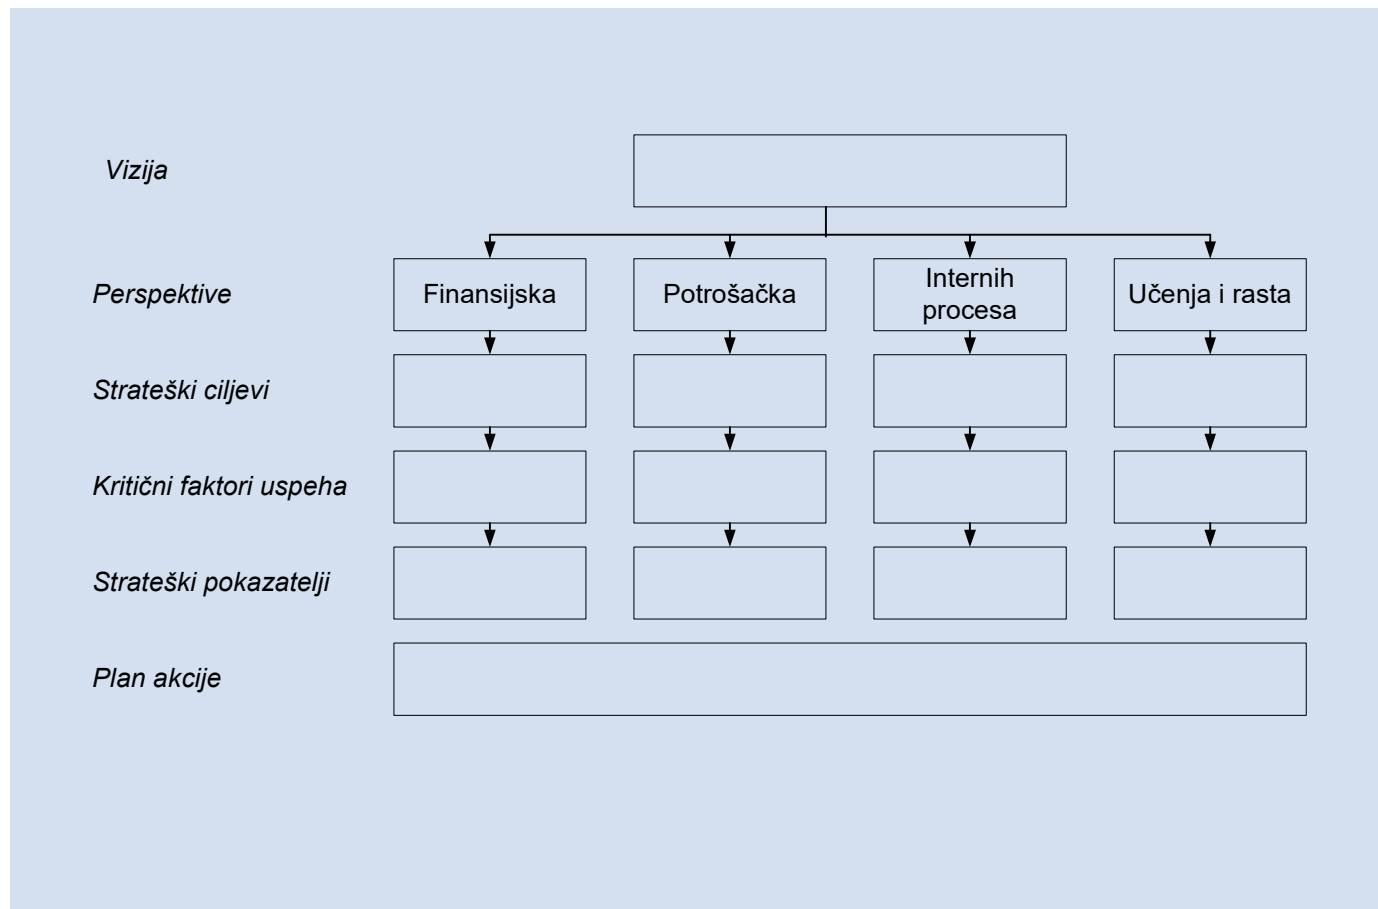 Vizija
Perspektive
Finansijska
Potrošačka
Internih
procesa
Učenja i rasta
Strateški ciljevi
Kritični faktori uspeha
Strateški pokazatelji
Plan akcije